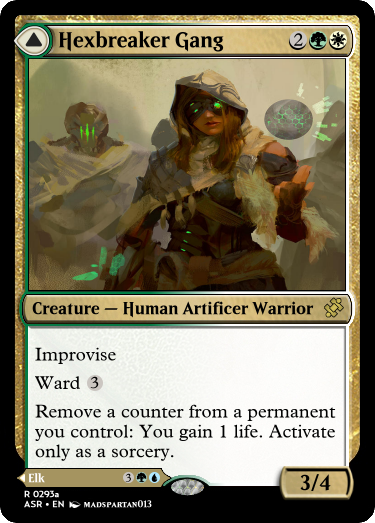 Hexbreaker Gang 2
Creature — Human Artificer Warrior
Improvise
Ward 3
Remove a counter from a permanent
you control: You gain 1 life. Activate
only as a sorcery.
Elk 3
3/4
R 0293a
ASR • EN MADSPARTAN013